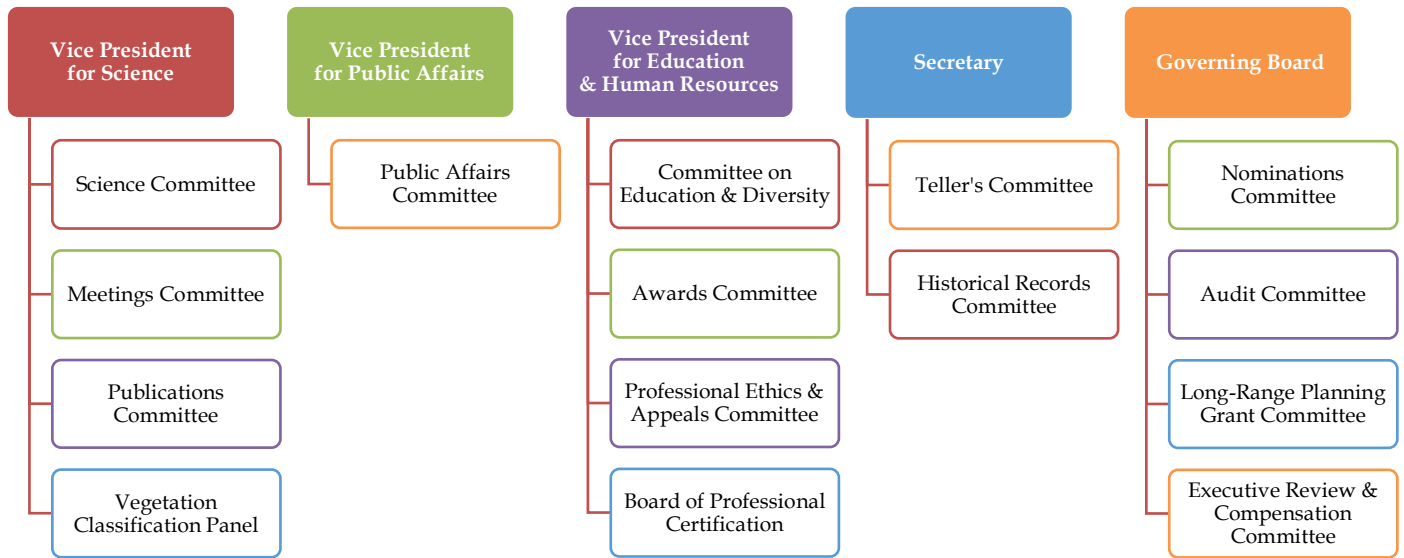 Vice President
for Science
Vice President
for Public Affairs
Vice President
for Education
& Human Resources
Secretary
Governing Board
Science Committee
Meetings Committee
Publications
Committee
Vegetation
Classification Panel
Public Affairs
Committee
Committee on
Education & Diversity
Awards Committee
Professional Ethics &
Appeals Committee
Board of Professional
Certification
Teller's Committee
Historical Records
Committee
Nominations
Committee
Audit Committee
Long-Range Planning
Grant Committee
Executive Review &
Compensation
Committee